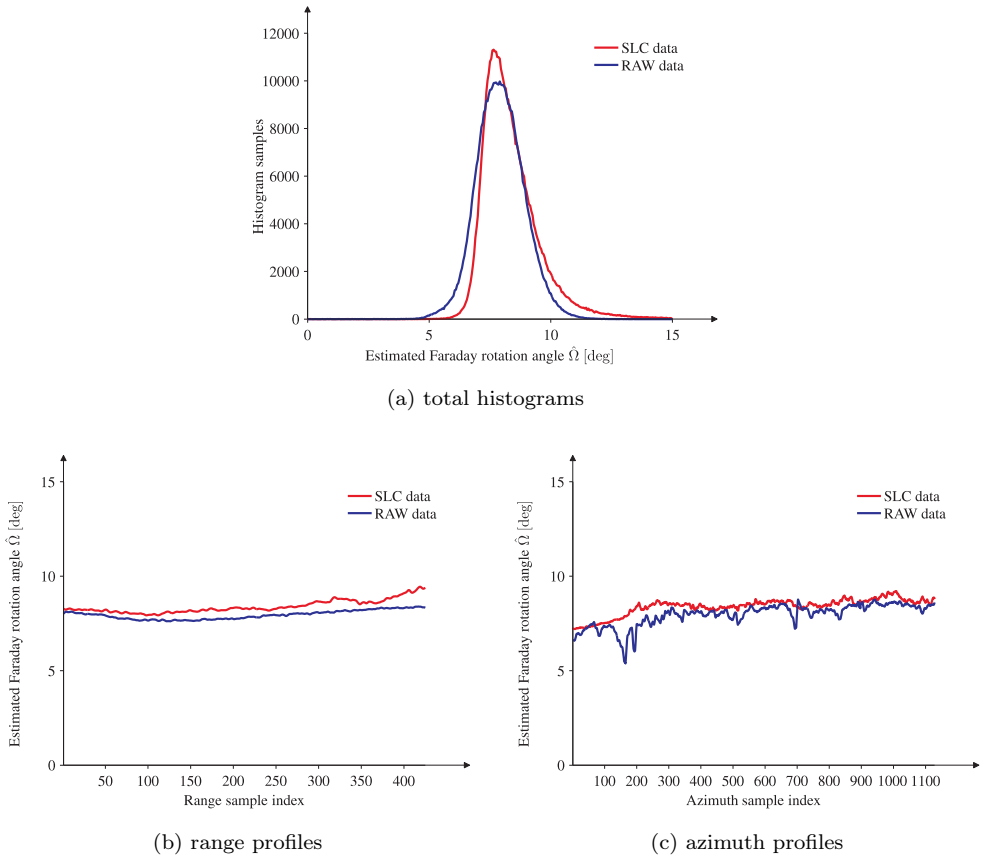 12000
10000
8000
6000
4000
2000
0
Histogram samples
SLC data
RAW data
0 5 10 15
Estimated Faraday rotation angle Ω̂ [deg]
(a) total histograms
15
10
5
0
Estimated Faraday rotation angle Ω̂ [deg]
SLC data
RAW data
50 100 150 200 250 300 350 400
Range sample index
(b) range profiles
15
10
5
0
Estimated Faraday rotation angle Ω̂ [deg]
SLC data
RAW data
100 200 300 400 500 600 700 800 900 1000 1100
Azimuth sample index
(c) azimuth profiles